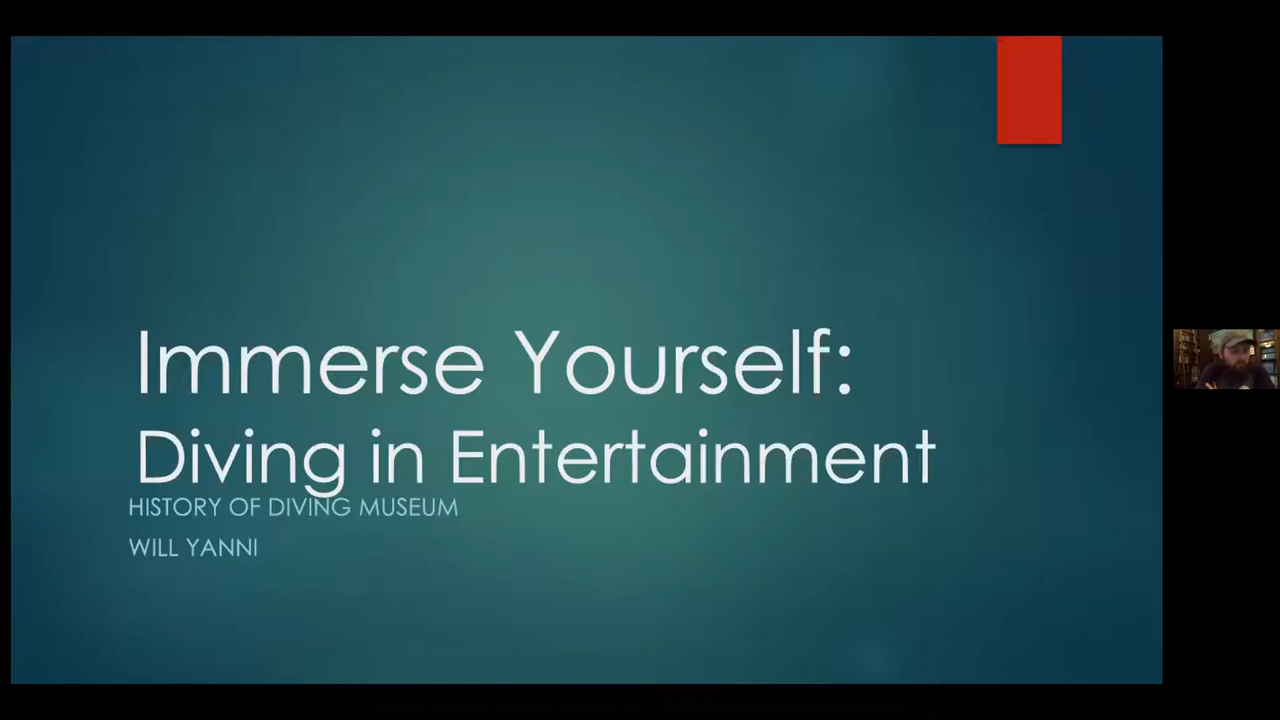 Immerse Yourself:
Diving in Entertainment
HISTORY OF DIVING MUSEUM
WILL YANNI